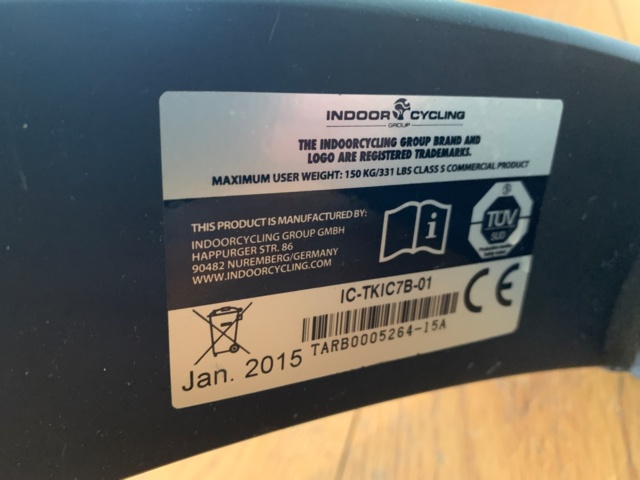 INDOOR CYCLING
GROUP
THE INDOORCYCLING GROUP BRAND AND
LOGO ARE REGISTERED TRADEMARKS.
MAXIMUM USER WEIGHT: 150 KG/331 LBS CLASS S COMMERCIAL PRODUCT
THIS PRODUCT IS MANUFACTURED BY:
INDOORCYCLING GROUP GMBH
HAPPURGER STR. 86
90482 NUREMBERG/GERMANY
WWW.INDOORCYCLING.COM
i
TÜV
SÜD
IC-TKIC7B-01
CE
TARB0005264-15A
Jan. 2015